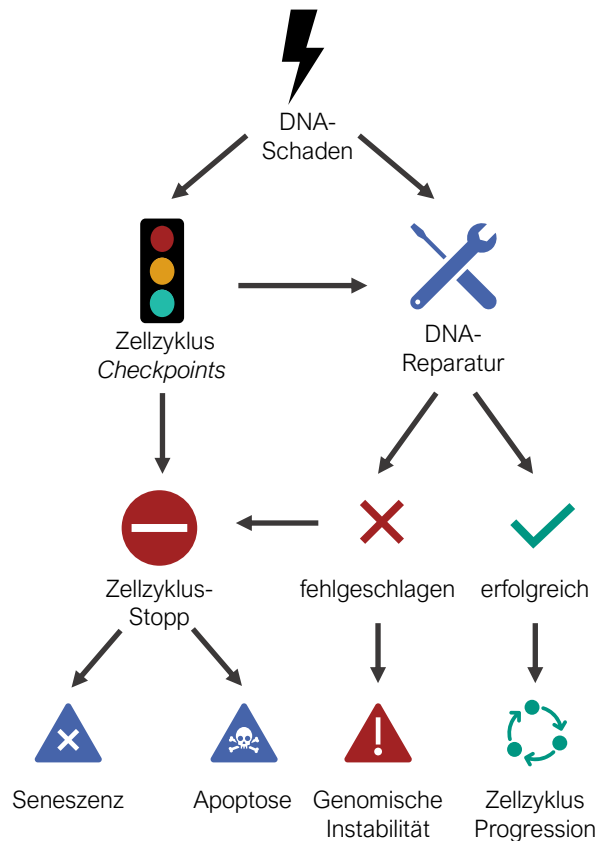 DNA-
Schaden
Zellzyklus
Checkpoints
DNA-
Reparatur
Zellzyklus-
Stopp
fehlgeschlagen
erfolgreich
Seneszenz
Apoptose
Genomische
Instabilität
Zellzyklus
Progression